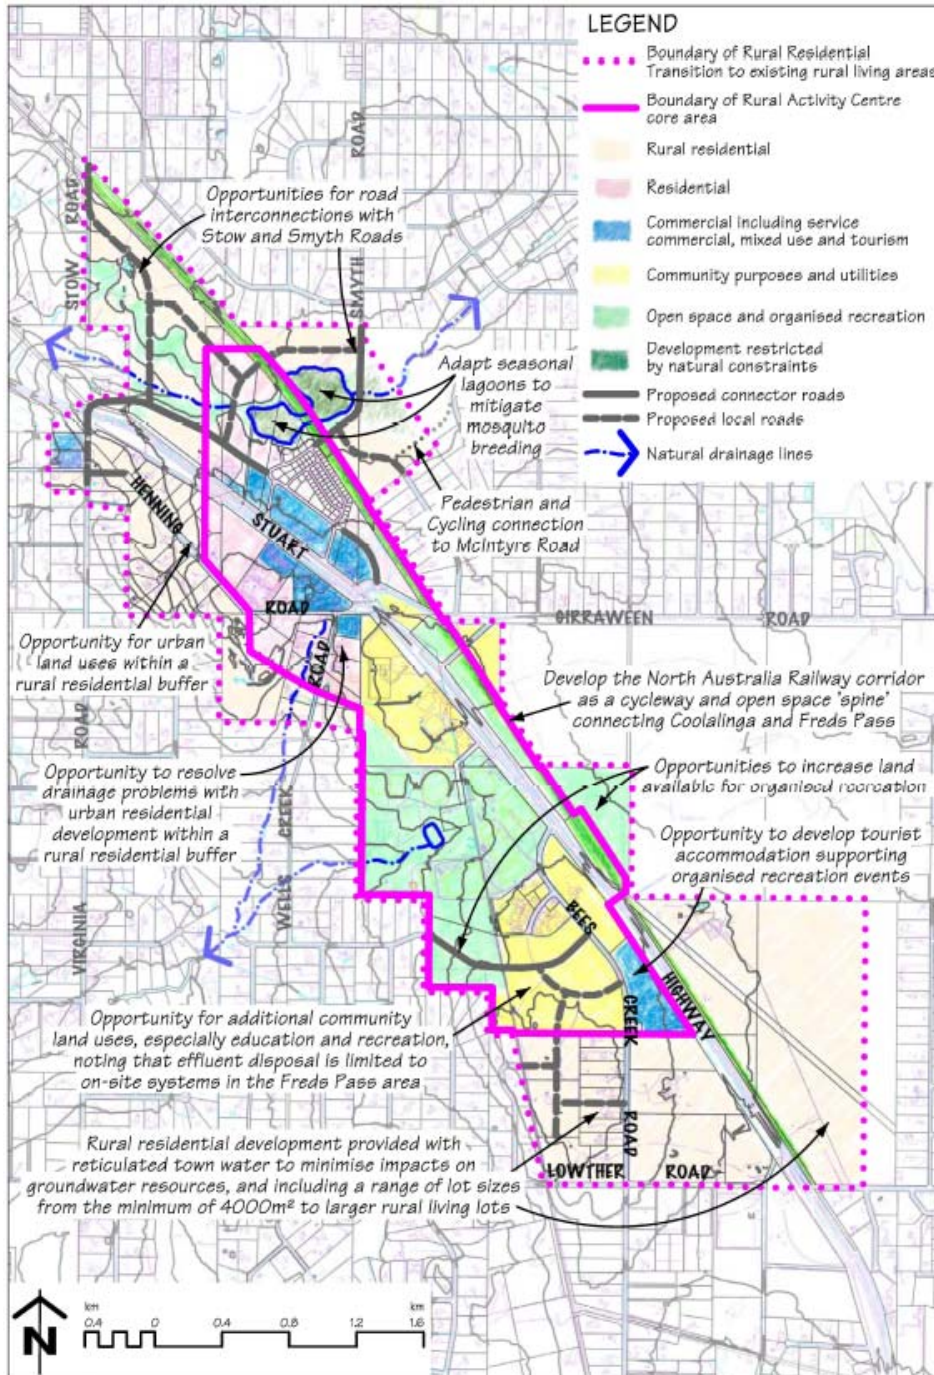 LEGEND
Boundary of Rural Residential
Transition to existing rural living areas
Boundary of Rural Activity Centre
core area
Rural residential
Residential
Commercial including service
commercial, mixed use and tourism
Community purposes and utilities
Open space and organised recreation
Development restricted
by natural constraints
Proposed connector roads
Proposed local roads
Natural drainage lines
ROAD
SMYTH
Opportunities for road
interconnections with
Stow and Smyth Roads
ROAD
STOW
Adapt seasonal
lagoons to
mitigate
mosquito
breeding
Pedestrian and
Cycling connection
to McIntyre Road
HENNING
ROAD
STUART
GIRRAWEEN
ROAD
Opportunity for urban
land uses within a
rural residential buffer
ROAD
Develop the North Australia Railway corridor
as a cycleway and open space 'spine'
connecting Coolalinga and Freds Pass
ROAD
VIRGINIA
Opportunity to resolve
drainage problems with
urban residential
development within a
rural residential buffer
WELLS CREEK
Opportunities to increase land
available for organised recreation
Opportunity to develop tourist
accommodation supporting
organised recreation events
BEES
CREEK
ROAD
HIGHWAY
Opportunity for additional community
land uses, especially education and recreation,
noting that effluent disposal is limited to
on-site systems in the Freds Pass area
Rural residential development provided with
reticulated town water to minimise impacts on
groundwater resources, and including a range of lot sizes
from the minimum of 4000m² to larger rural living lots
LOWTHER ROAD
N
km km
0.4 0 0.4 0.8 1.2 1.6